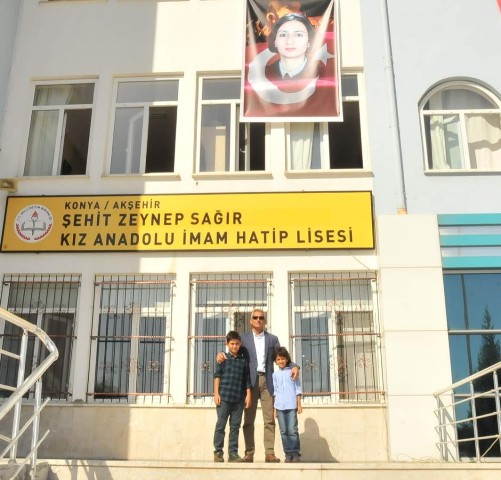 KONYA / AKŞEHİR
ŞEHİT ZEYNEP SAĞIR
KIZ ANADOLU İMAM HATİP LİSESİ